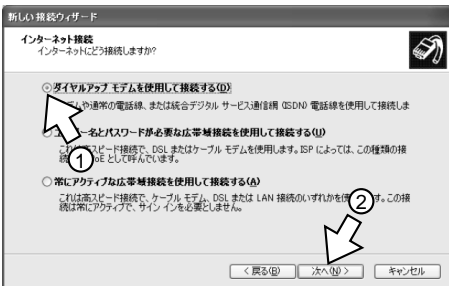 新しい接続ウィザード
インターネット接続
インターネットにどう接続しますか?
ダイヤルアップ モデムを使用して接続する(D)
ムや通常の電話線、または統合デジタル サービス通信網 (ISDN) 電話線を使用して接続しま
名とパスワードが必要な広帯域接続を使用して接続する(U)
これは高スピード接続で、DSL またはケーブル モデムを使用します。ISP によっては、この種類の接
続 oE として呼んでいます。
①
常にアクティブな広帯域接続を使用して接続する(A)
これは高スピード接続で、ケーブル モデム、DSL または LAN 接続のいずれかを使 す。この接
続は常にアクティブで、サイン インを必要としません。
②
< 戻る(B) 次へ(N) > キャンセル